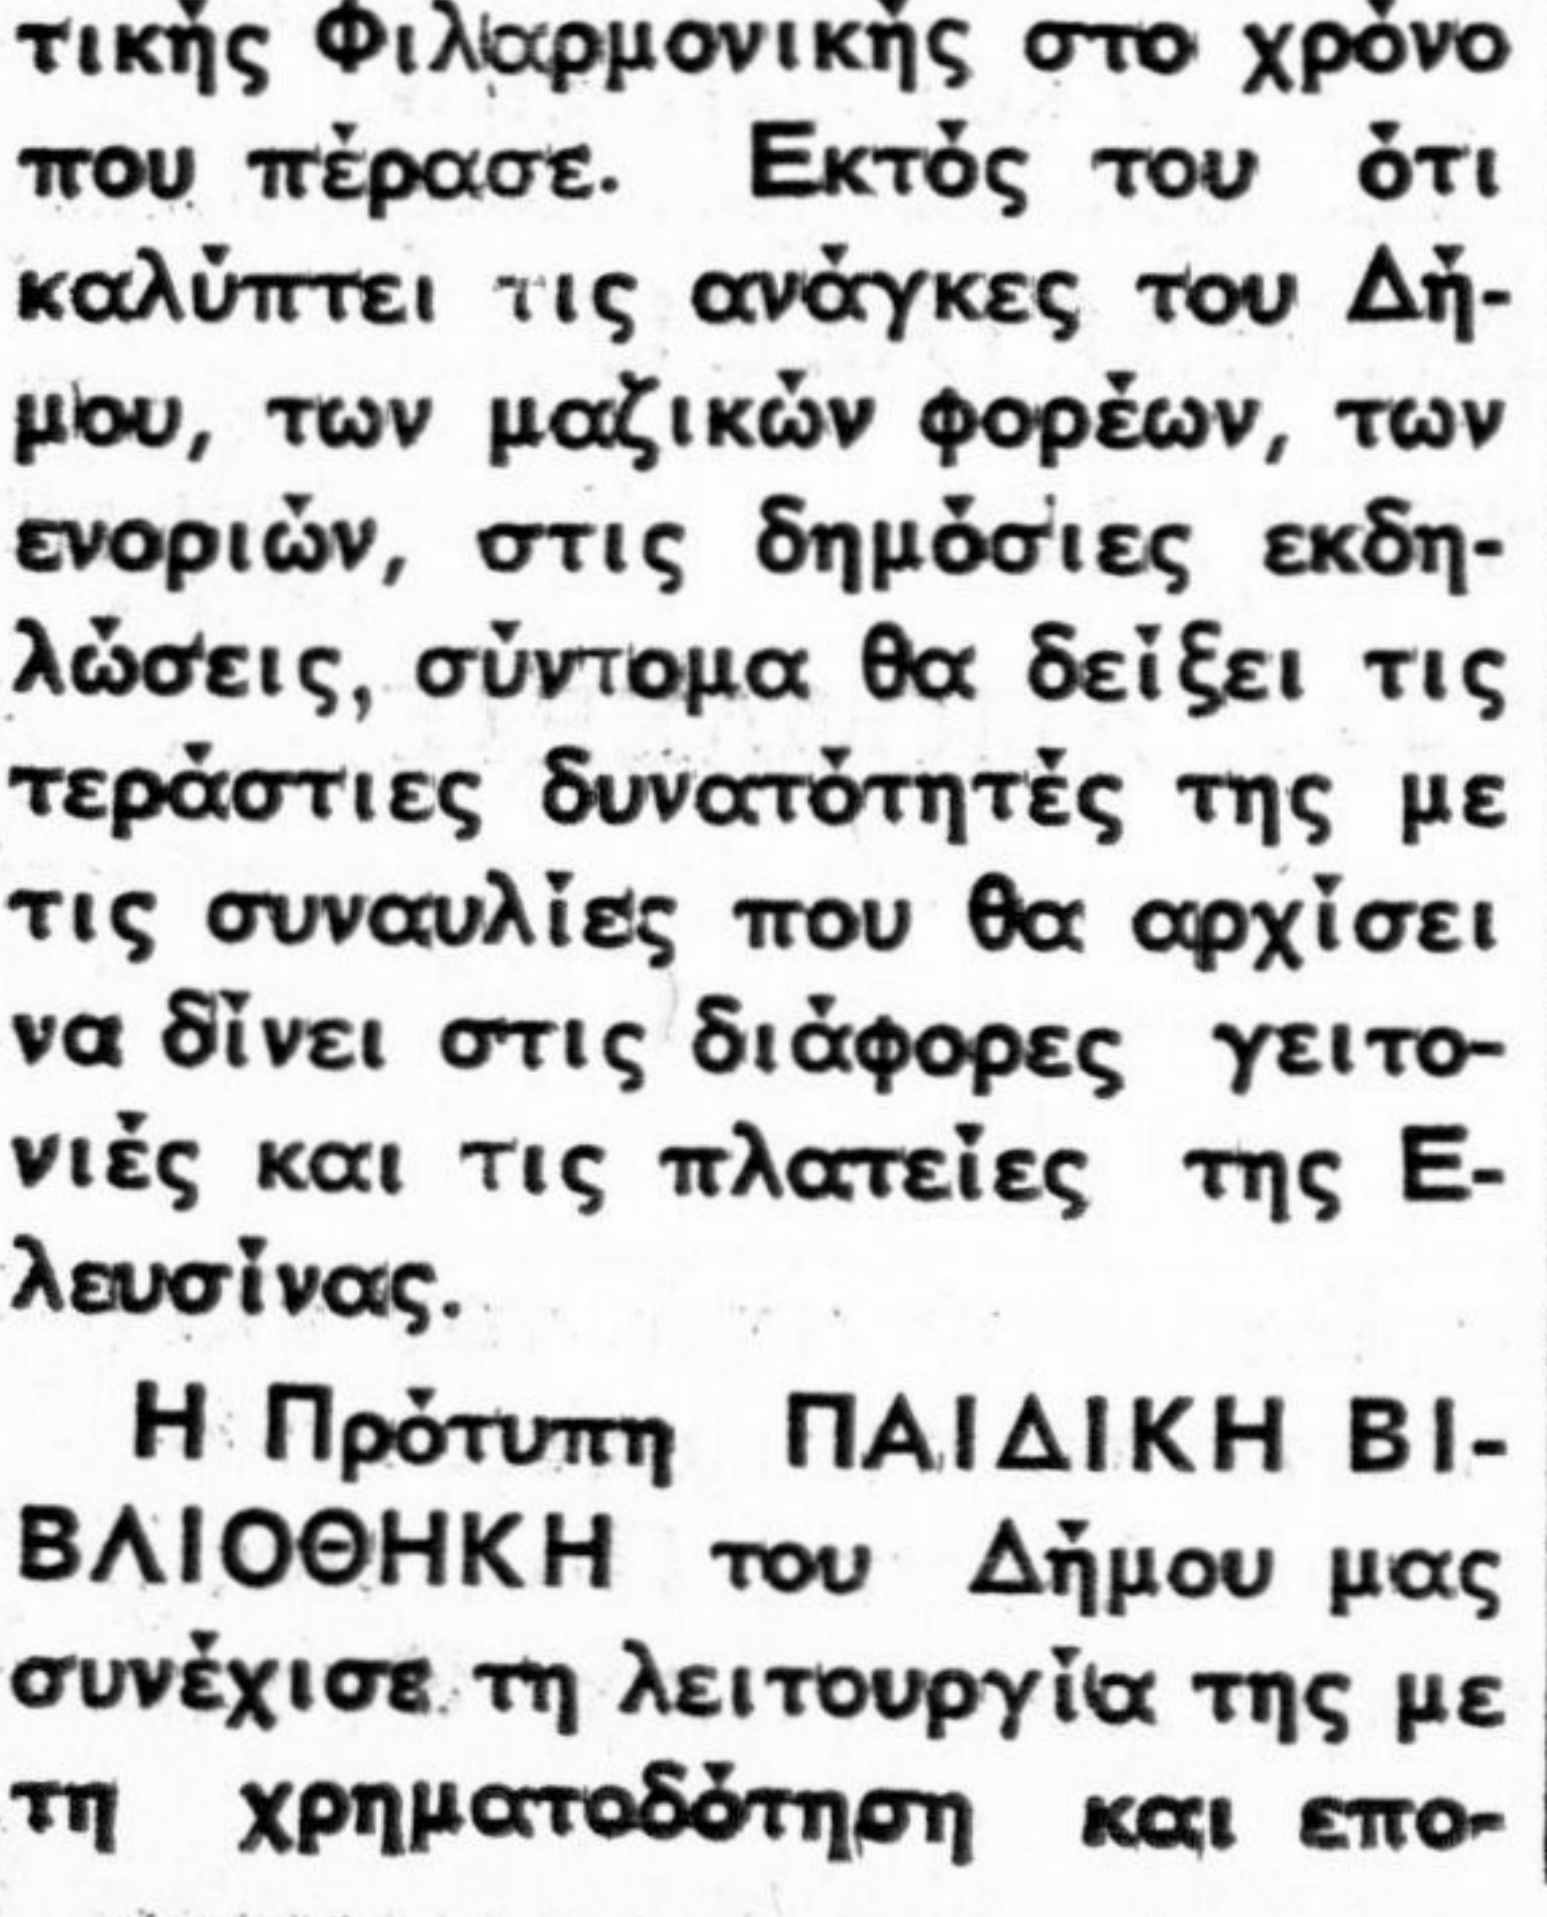 τικής Φιλαρμονικής στο χρόνο
που πέρασε. Εκτός του ότι
καλύπτει τις ανάγκες του Δή-
μου, των μαζικών φορέων, των
ενοριών, στις δημόσιες εκδη-
λώσεις, σύντομα θα δείξει τις
τεράστιες δυνατότητές της με
τις συναυλίες που θα αρχίσει
να δίνει στις διάφορες γειτο-
νιές και τις πλατείες της Ε-
λευσίνας.
Η Πρότυπη ΠΑΙΔΙΚΗ ΒΙ-
ΒΛΙΟΘΗΚΗ του Δήμου μας
συνέχισε τη λειτουργία της με
τη χρηματοδότηση και επο-